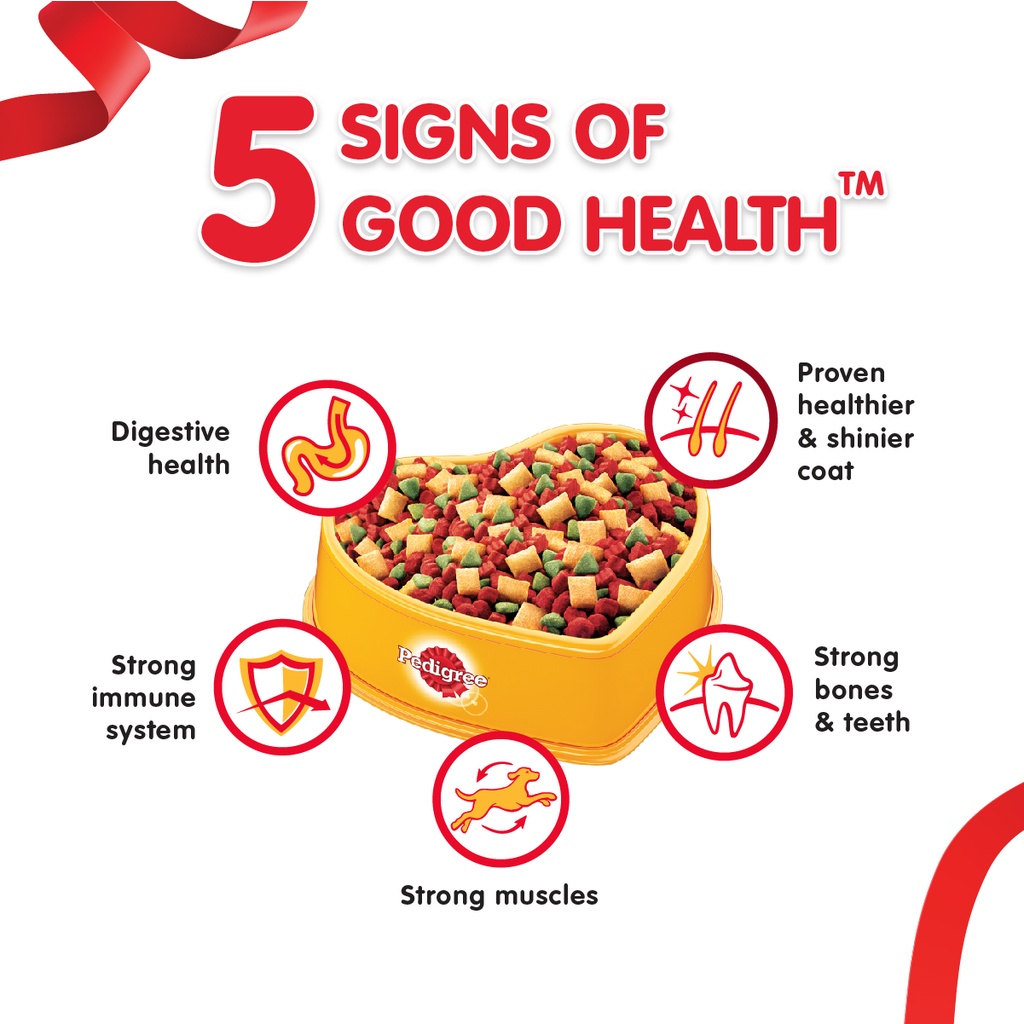 5 SIGNS OF
GOOD HEALTH™
Digestive
health
Proven
healthier
& shinier
coat
Pedigree
Strong
immune
system
Strong
bones
& teeth
Strong muscles